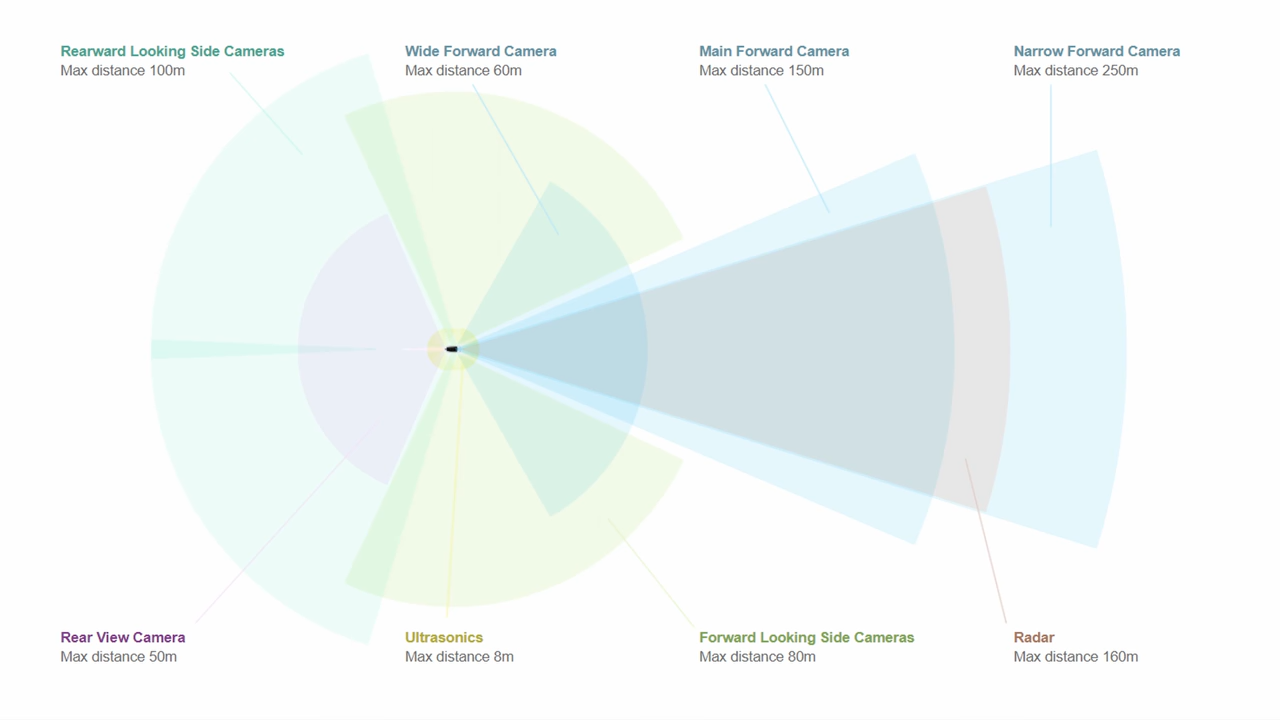 Rearward Looking Side Cameras
Max distance 100m
Wide Forward Camera
Max distance 60m
Main Forward Camera
Max distance 150m
Narrow Forward Camera
Max distance 250m
Rear View Camera
Max distance 50m
Ultrasonics
Max distance 8m
Forward Looking Side Cameras
Max distance 80m
Radar
Max distance 160m